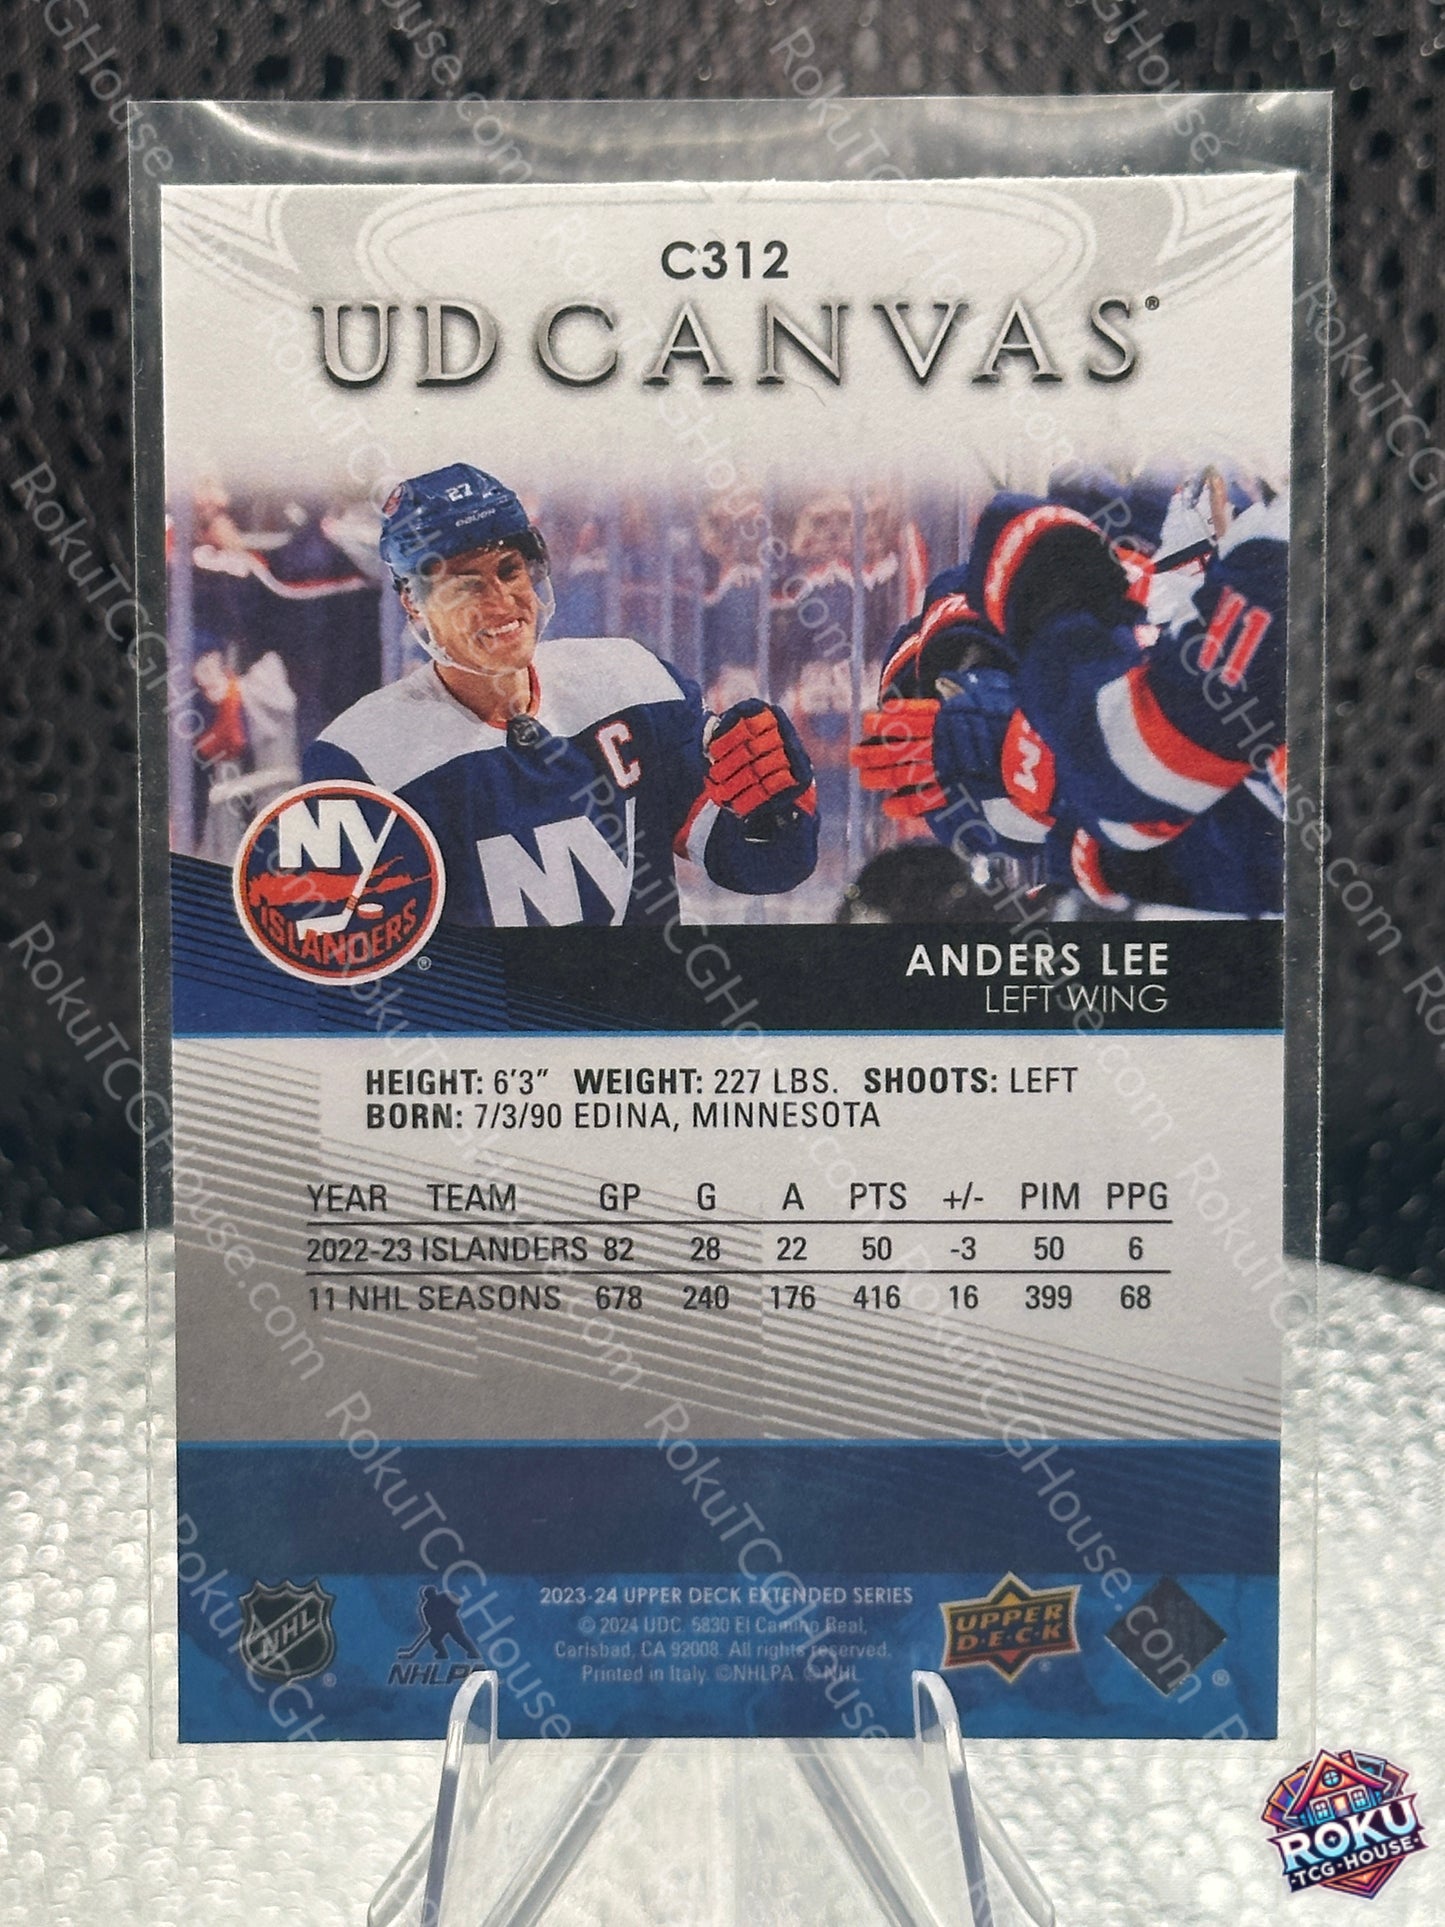 C312
UD CANVAS®
27
C
NY
11
NY
ISLANDERS
®
ANDERS LEE
LEFT WING
HEIGHT: 6'3" WEIGHT: 227 LBS. SHOOTS: LEFT
BORN: 7/3/90 EDINA, MINNESOTA
YEAR TEAM GP G A PTS +/- PIM PPG
2022-23 ISLANDERS 82 28 22 50 -3 50 6
11 NHL SEASONS 678 240 176 416 16 399 68
2023-24 UPPER DECK EXTENDED SERIES
© 2024 UDC. 5830 El Camino Real,
Carlsbad, CA 92008. All rights reserved.
Printed in Italy. ©NHLPA ©NHL
NHL ®
NHLPA
UPPER
D·E·C·K
®
ROKU
·TCG·HOUSE·
RokuTCGHouse.com